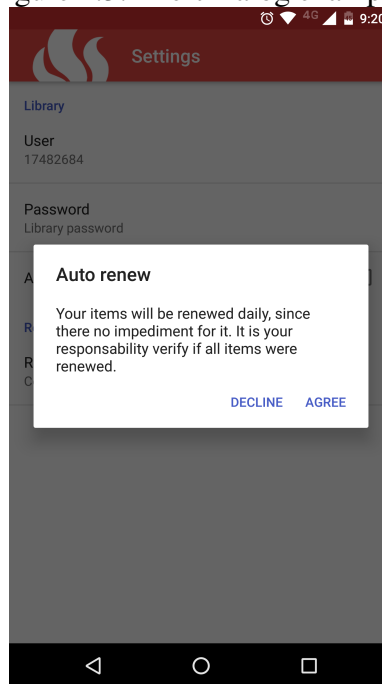 4G 9:20
Settings
Library
User
17482684
Password
Library password
Auto renew
Your items will be renewed daily, since
there no impediment for it. It is your
responsability verify if all items were
renewed.
DECLINE AGREE